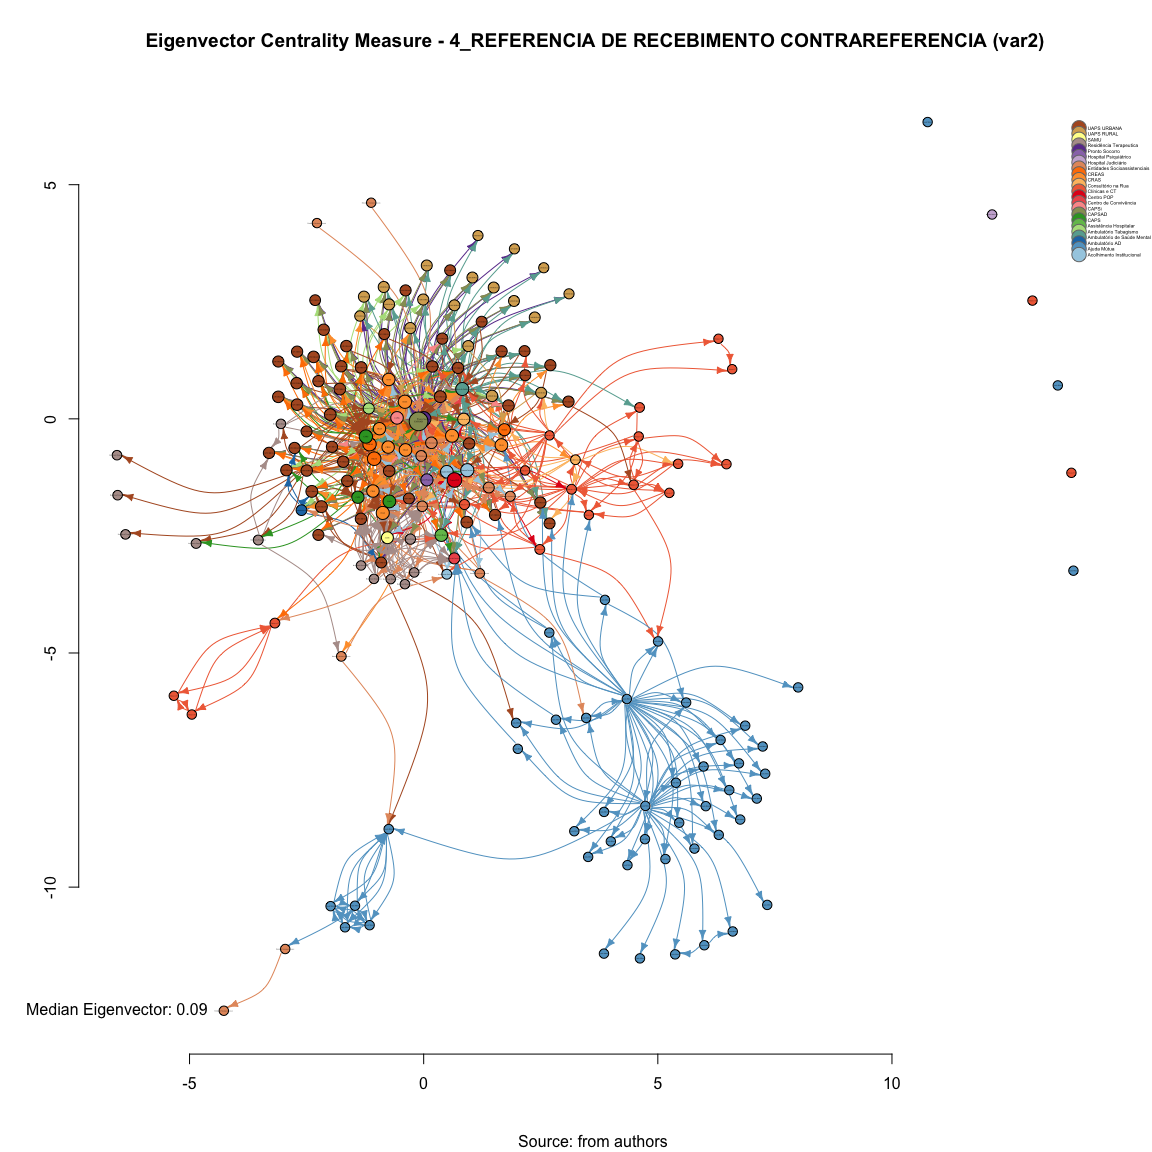 Eigenvector Centrality Measure - 4_REFERENCIA DE RECEBIMENTO CONTRAREFERENCIA (var2)
UAPS URBANA
UAPS RURAL
SAMU
Residência Terapeutica
Pronto Socorro
Hospital Psiquiátrico
Hospital Judiciário
Entidades Socioassistenciais
CREAS
CRAS
Consultório na Rua
Clínicas e CT
Centro POP
Centro de Convivência
CAPSi
CAPSAD
CAPS
Assistência Hospitalar
Ambulatório Tabagismo
Ambulatório de Saúde Mental
Ambulatório AD
Ajuda Mútua
Acolhimento Institucional
5
0
-5
-10
Median Eigenvector: 0.09
-5
0
5
10
Source: from authors